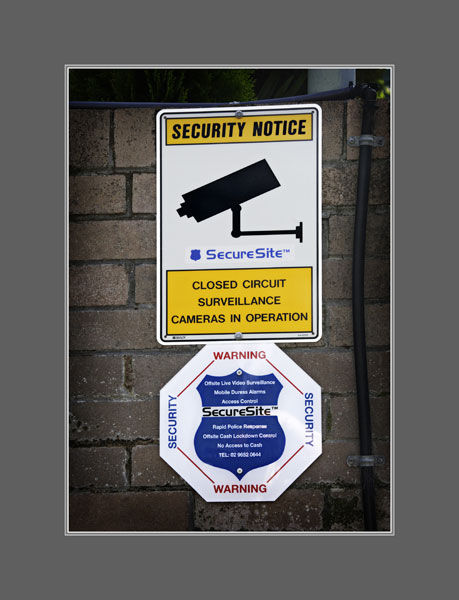 SECURITY NOTICE
SECURESITE™
CLOSED CIRCUIT
SURVEILLANCE
CAMERAS IN OPERATION
WARNING
Offsite Live Video Surveillance
Mobile Duress Alarms
Access Control
SECURITY
SECURESITE™
SECURITY
Rapid Police Response
Offsite Cash Lockdown Control
No Access to Cash
TEL: 02 9652 0644
WARNING